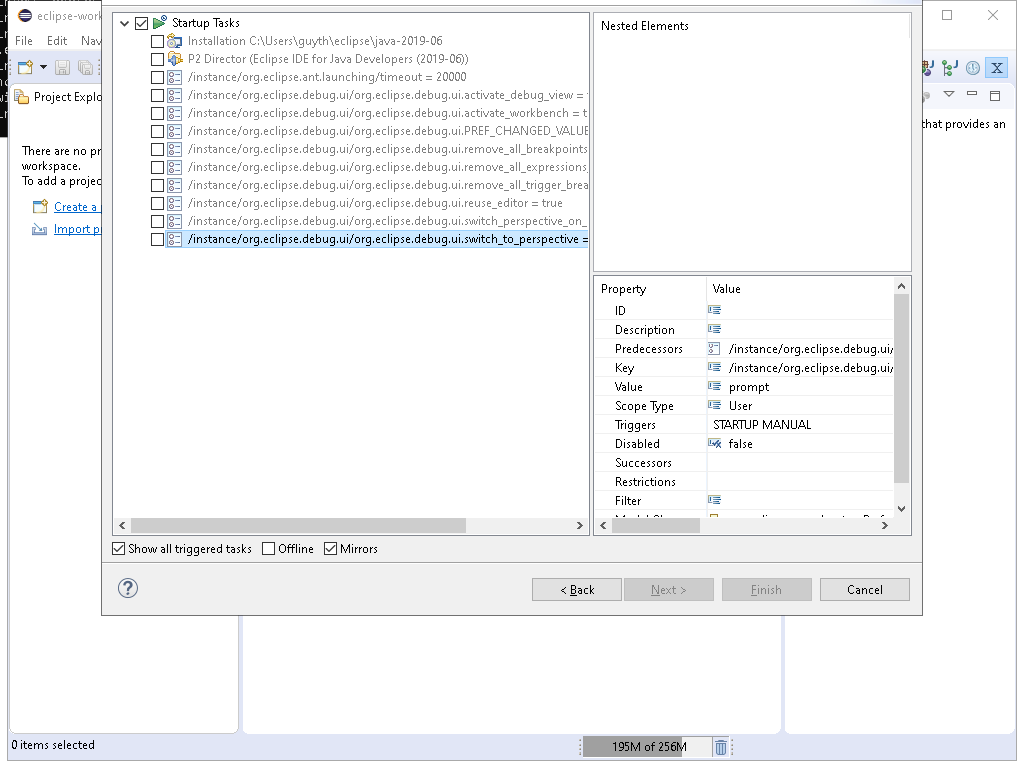 eclipse-work
File Edit Nav
Project Explo
There are no pr
workspace.
To add a projec
Create a
Import pr
Startup Tasks
Installation C:\Users\guyth\eclipse\java-2019-06
P2 Director (Eclipse IDE for Java Developers (2019-06))
/instance/org.eclipse.ant.launching/timeout = 20000
/instance/org.eclipse.debug.ui/org.eclipse.debug.ui.activate_debug_view =
/instance/org.eclipse.debug.ui/org.eclipse.debug.ui.activate_workbench = t
/instance/org.eclipse.debug.ui/org.eclipse.debug.ui.PREF_CHANGED_VALUE
/instance/org.eclipse.debug.ui/org.eclipse.debug.ui.remove_all_breakpoints
/instance/org.eclipse.debug.ui/org.eclipse.debug.ui.remove_all_expressions
/instance/org.eclipse.debug.ui/org.eclipse.debug.ui.remove_all_trigger_brea
/instance/org.eclipse.debug.ui/org.eclipse.debug.ui.reuse_editor = true
/instance/org.eclipse.debug.ui/org.eclipse.debug.ui.switch_perspective_on_
/instance/org.eclipse.debug.ui/org.eclipse.debug.ui.switch_to_perspective =
Nested Elements
Property Value
ID
Description
Predecessors /instance/org.eclipse.debug.ui/
Key /instance/org.eclipse.debug.ui/
Value prompt
Scope Type User
Triggers STARTUP MANUAL
Disabled false
Successors
Restrictions
Filter
that provides an
Show all triggered tasks Offline Mirrors
? < Back Next > Finish Cancel
0 items selected
195M of 256M